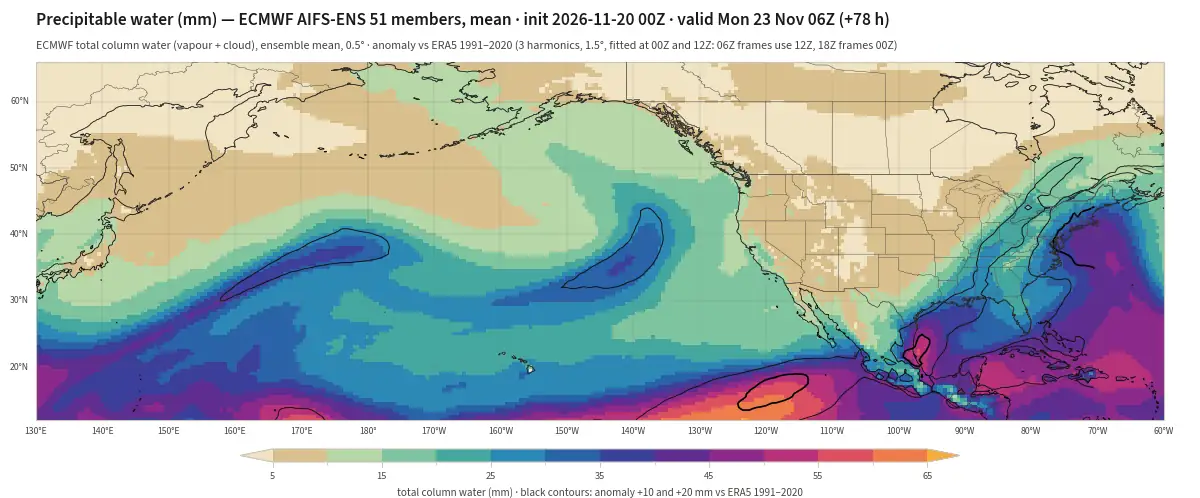 Precipitable water (mm) — ECMWF AIFS-ENS 51 members, mean · init 2026-11-20 00Z · valid Mon 23 Nov 06Z (+78 h)
ECMWF total column water (vapour + cloud), ensemble mean, 0.5° · anomaly vs ERA5 1991–2020 (3 harmonics, 1.5°, fitted at 00Z and 12Z: 06Z frames use 12Z, 18Z frames 00Z)
60°N
50°N
40°N
30°N
20°N
130°E 140°E 150°E 160°E 170°E 180° 170°W 160°W 150°W 140°W 130°W 120°W 110°W 100°W 90°W 80°W 70°W 60°W
5 15 25 35 45 55 65
total column water (mm) · black contours: anomaly +10 and +20 mm vs ERA5 1991–2020